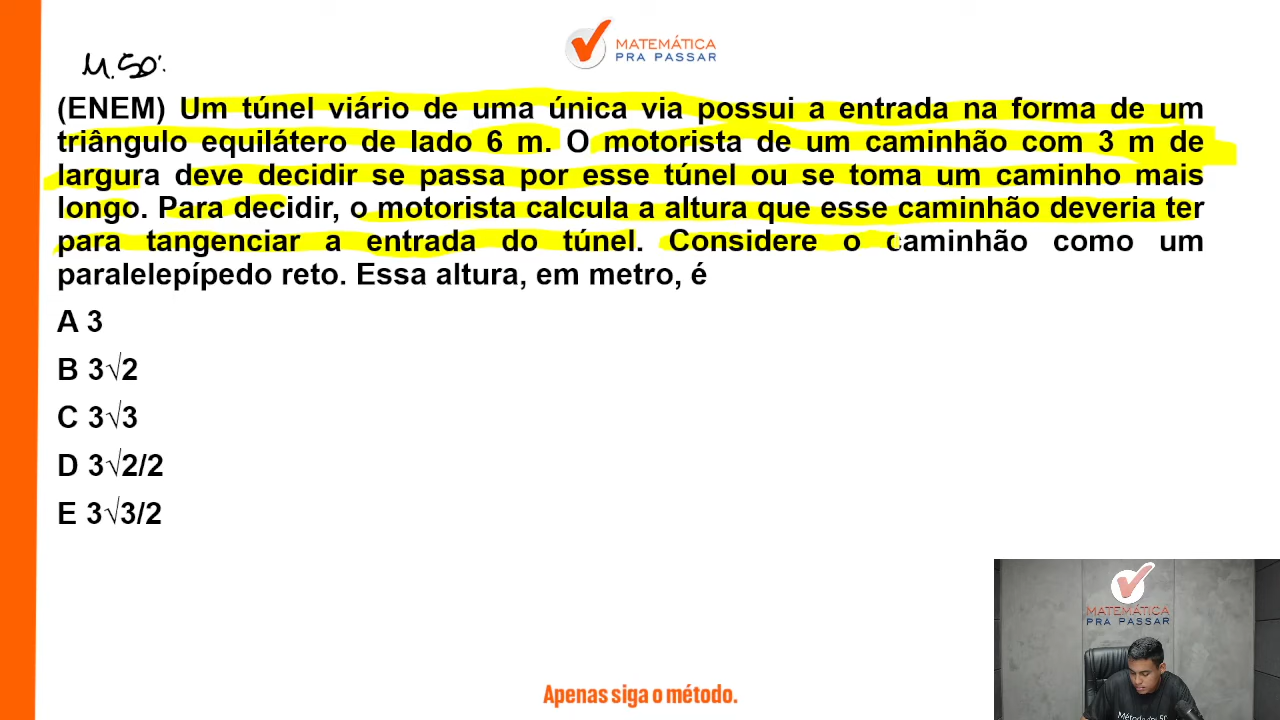 M. 50:
MATEMÁTICA
PRA PASSAR
(ENEM) Um túnel viário de uma única via possui a entrada na forma de um
triângulo equilátero de lado 6 m. O motorista de um caminhão com 3 m de
largura deve decidir se passa por esse túnel ou se toma um caminho mais
longo. Para decidir, o motorista calcula a altura que esse caminhão deveria ter
para tangenciar a entrada do túnel. Considere o caminhão como um
paralelepípedo reto. Essa altura, em metro, é
A 3
B 3√2
C 3√3
D 3√2/2
E 3√3/2
MATEMÁTICA
PRA PASSAR
Apenas siga o método.